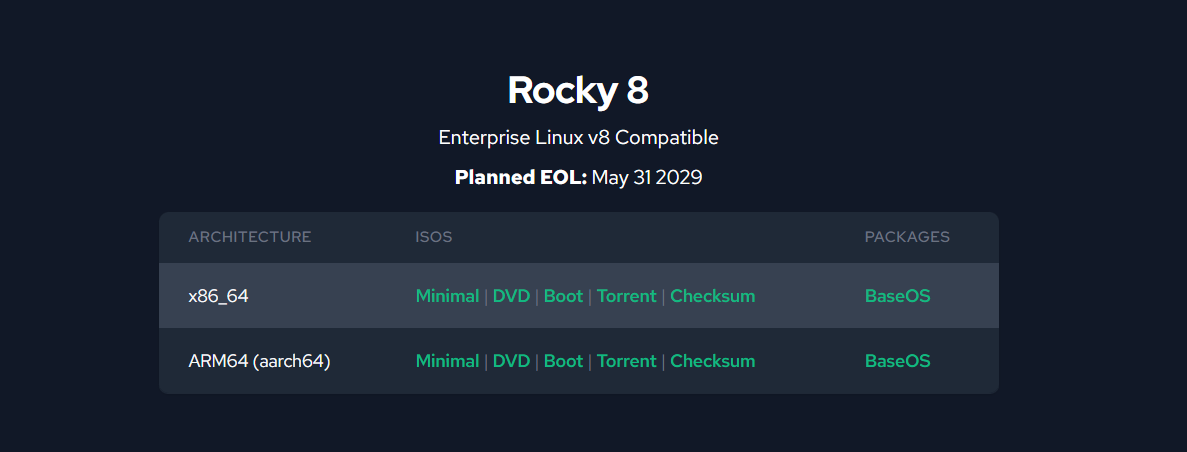 Rocky 8
Enterprise Linux v8 Compatible
Planned EOL: May 31 2029
ARCHITECTURE ISOS PACKAGES
x86_64 Minimal | DVD | Boot | Torrent | Checksum BaseOS
ARM64 (aarch64) Minimal | DVD | Boot | Torrent | Checksum BaseOS